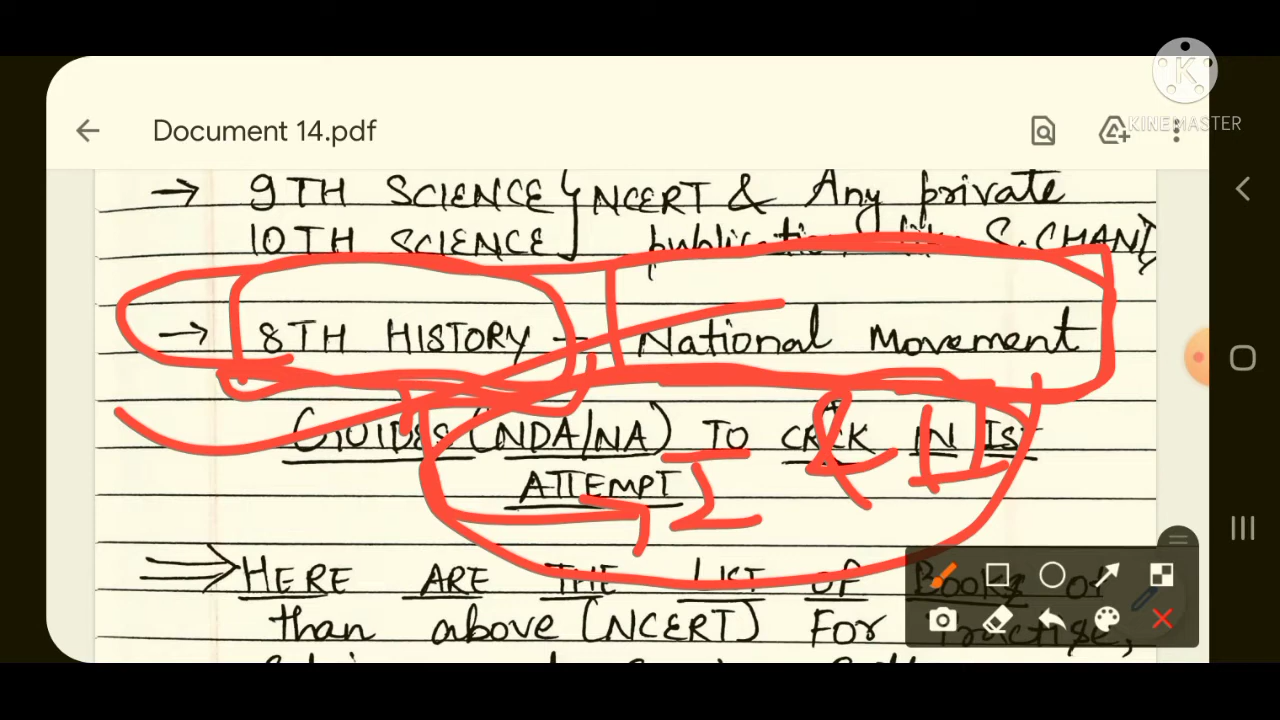 Document 14.pdf
KINEMASTER
→ 9TH SCIENCE } NCERT & Any private
10TH SCIENCE publication like S.CHAND
→ 8TH HISTORY - National Movement
GUIDES (NDA/NA) TO CRACK IN IST
ATTEMPT
⇒ HERE ARE THE LIST OF BOOKS
than above (NCERT) For Practise,